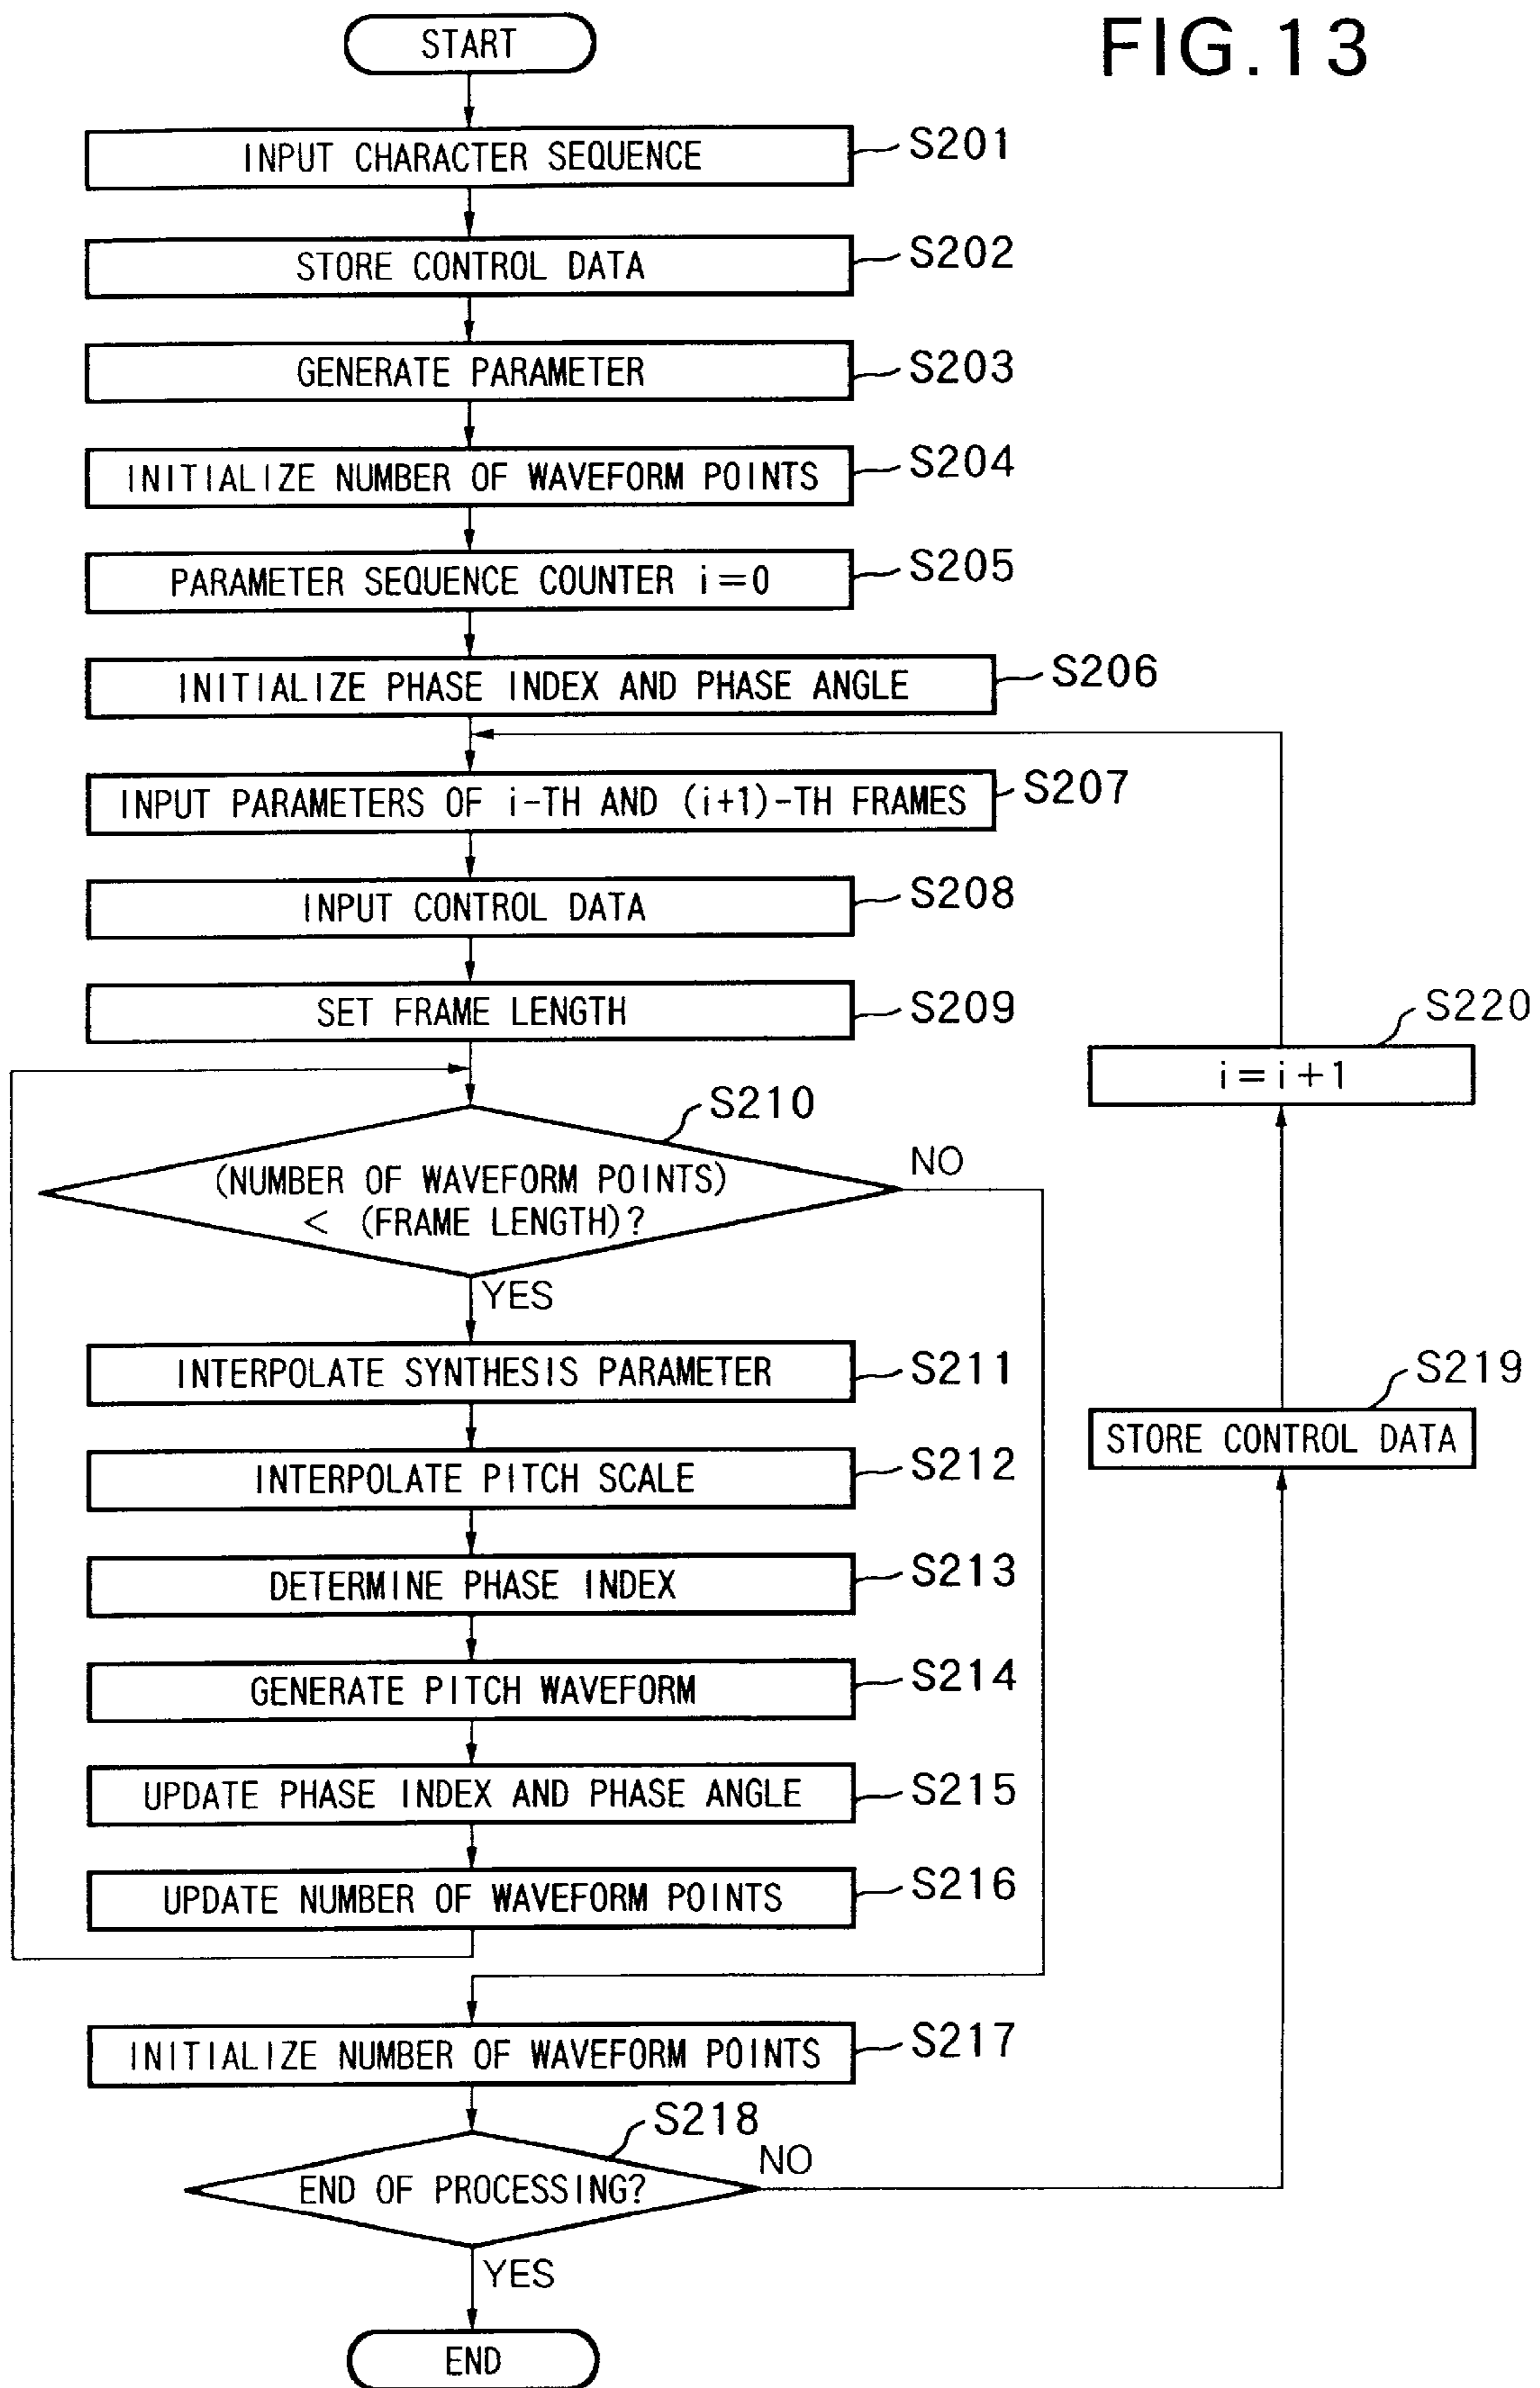 FIG.13
START
INPUT CHARACTER SEQUENCE
S201
STORE CONTROL DATA
S202
GENERATE PARAMETER
S203
INITIALIZE NUMBER OF WAVEFORM POINTS
S204
PARAMETER SEQUENCE COUNTER i=0
S205
INITIALIZE PHASE INDEX AND PHASE ANGLE
S206
INPUT PARAMETERS OF i-TH AND (i+1)-TH FRAMES
S207
INPUT CONTROL DATA
S208
SET FRAME LENGTH
S209
S210
(NUMBER OF WAVEFORM POINTS)
< (FRAME LENGTH)?
NO
YES
INTERPOLATE SYNTHESIS PARAMETER
S211
INTERPOLATE PITCH SCALE
S212
DETERMINE PHASE INDEX
S213
GENERATE PITCH WAVEFORM
S214
UPDATE PHASE INDEX AND PHASE ANGLE
S215
UPDATE NUMBER OF WAVEFORM POINTS
S216
INITIALIZE NUMBER OF WAVEFORM POINTS
S217
S218
END OF PROCESSING?
NO
YES
END
S219
STORE CONTROL DATA
S220
i=i+1